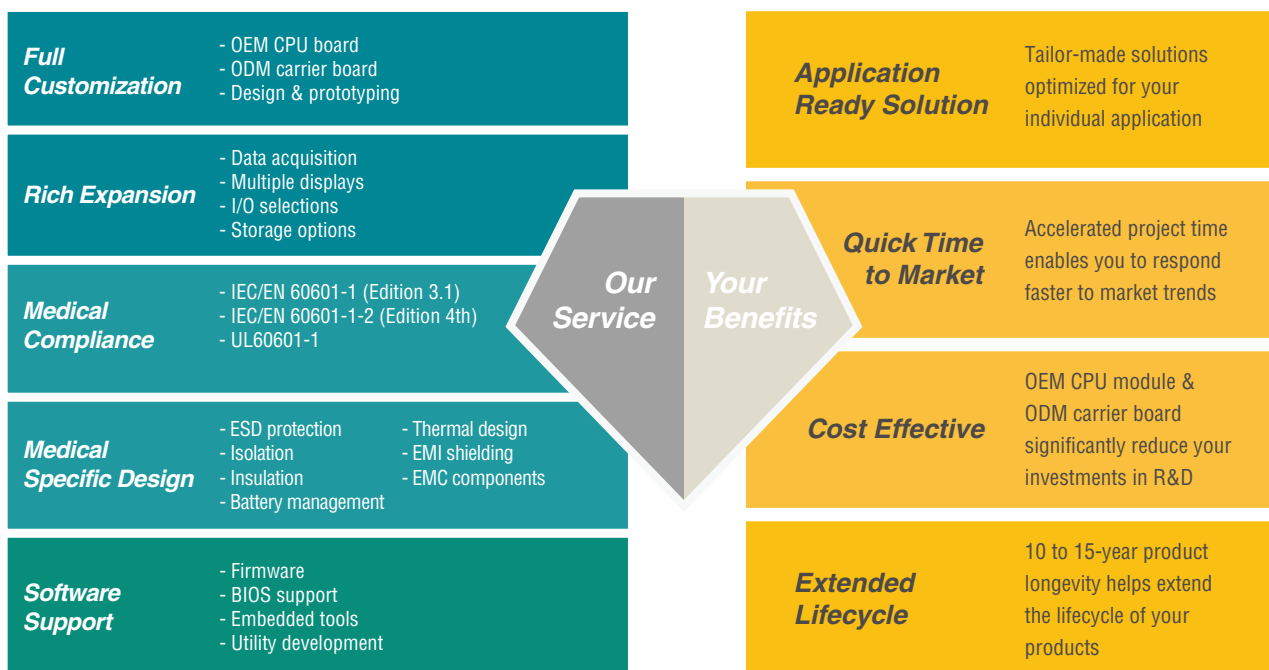 Full
Customization
- OEM CPU board
- ODM carrier board
- Design & prototyping
Rich Expansion
- Data acquisition
- Multiple displays
- I/O selections
- Storage options
Medical
Compliance
- IEC/EN 60601-1 (Edition 3.1)
- IEC/EN 60601-1-2 (Edition 4th)
- UL60601-1
Medical
Specific Design
- ESD protection
- Isolation
- Insulation
- Battery management
- Thermal design
- EMI shielding
- EMC components
Software
Support
- Firmware
- BIOS support
- Embedded tools
- Utility development
Our
Service
Your
Benefits
Application
Ready Solution
Tailor-made solutions
optimized for your
individual application
Quick Time
to Market
Accelerated project time
enables you to respond
faster to market trends
Cost Effective
OEM CPU module &
ODM carrier board
significantly reduce your
investments in R&D
Extended
Lifecycle
10 to 15-year product
longevity helps extend
the lifecycle of your
products